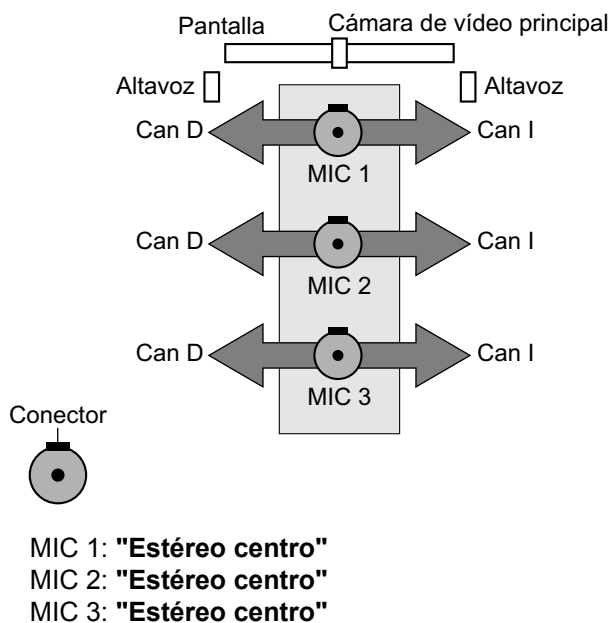 Pantalla
Cámara de vídeo principal
Altavoz
Altavoz
Can D
Can I
MIC 1
Can D
Can I
MIC 2
Can D
Can I
MIC 3
Conector
MIC 1: "Estéreo centro"
MIC 2: "Estéreo centro"
MIC 3: "Estéreo centro"